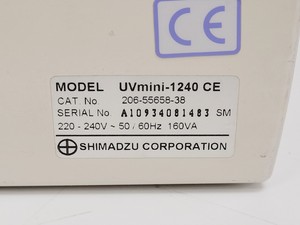 CE
MODEL UVmini-1240 CE
CAT. No. 206-55658-38
SERIAL No. A10934081483 SM
220 - 240V ~ 50 / 60Hz 160VA
SHIMADZU CORPORATION